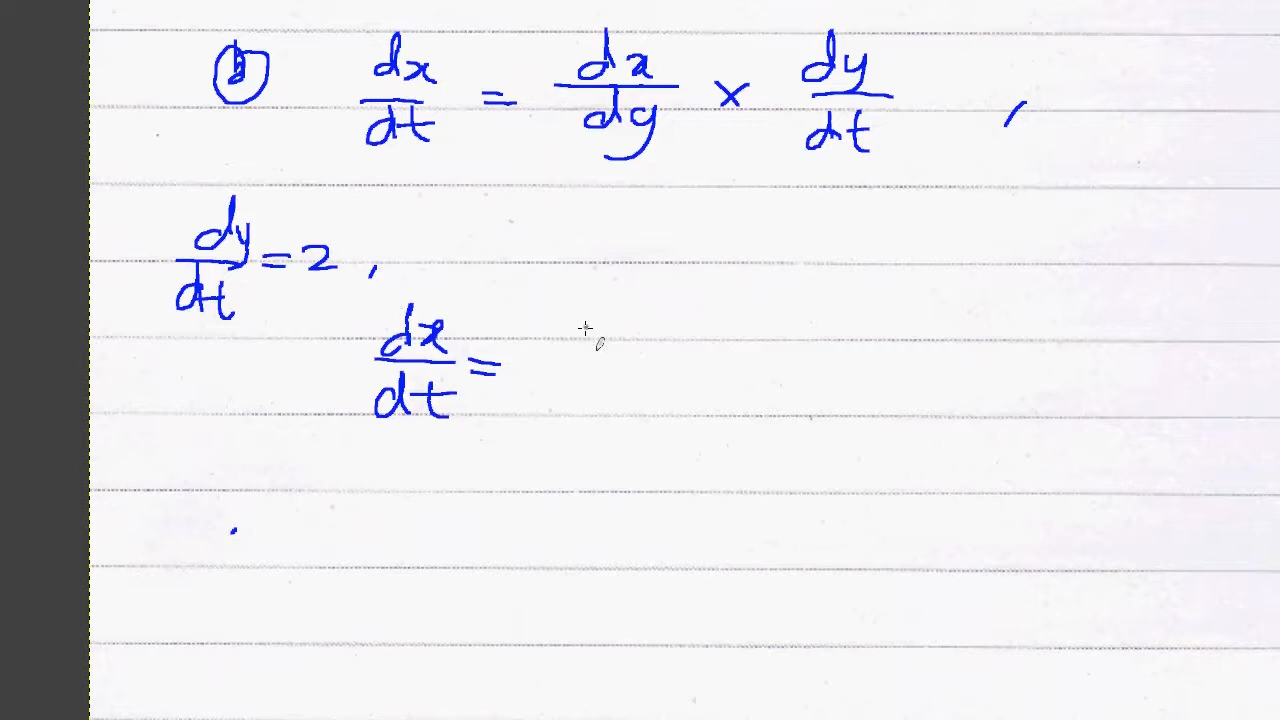 ⓑ dx/dt = dx/dy × dy/dt ,
dy/dt = 2 ,
dx/dt =